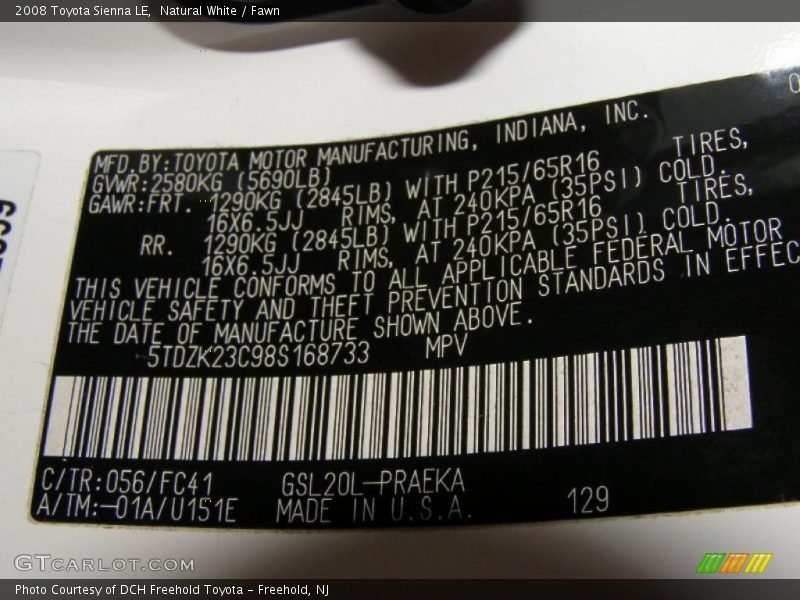 2008 Toyota Sienna LE, Natural White / Fawn
MFD.BY:TOYOTA MOTOR MANUFACTURING, INDIANA, INC.
GVWR:2580KG (5690LB)
GAWR:FRT. 1290KG (2845LB) WITH P215/65R16 TIRES,
16X6.5JJ RIMS, AT 240KPA (35PSI) COLD.
RR. 1290KG (2845LB) WITH P215/65R16 TIRES,
16X6.5JJ RIMS, AT 240KPA (35PSI) COLD.
THIS VEHICLE CONFORMS TO ALL APPLICABLE FEDERAL MOTOR
VEHICLE SAFETY AND THEFT PREVENTION STANDARDS IN EFFEC
THE DATE OF MANUFACTURE SHOWN ABOVE.
5TDZK23C98S168733 MPV
C/TR:056/FC41 GSL20L-PRAEKA
A/TM:-01A/U151E MADE IN U.S.A. 129
GTCARLOT.COM
Photo Courtesy of DCH Freehold Toyota - Freehold, NJ